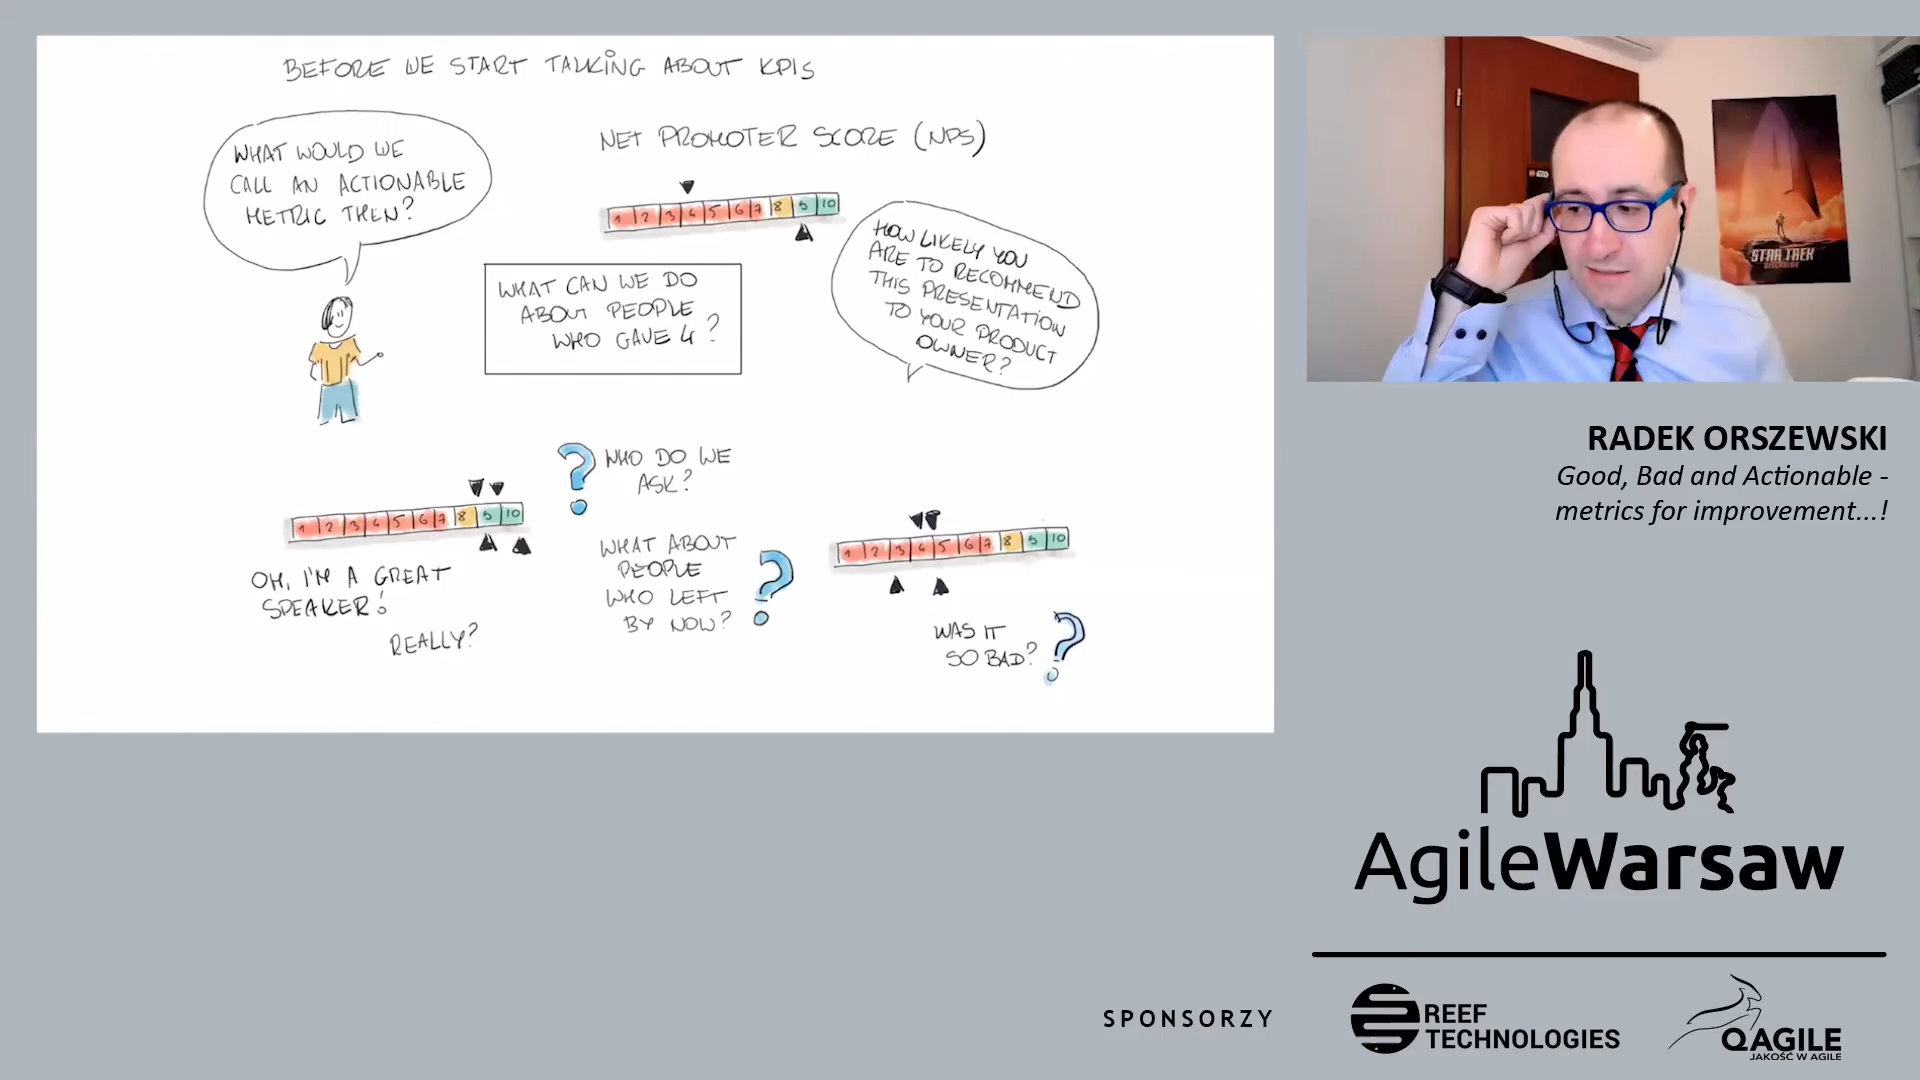 BEFORE WE START TALKING ABOUT KPIS
WHAT WOULD WE
CALL AN ACTIONABLE
METRIC THEN?
NET PROMOTER SCORE (NPS)
1 2 3 4 5 6 7 8 9 10
WHAT CAN WE DO
ABOUT PEOPLE
WHO GAVE 4?
HOW LIKELY YOU
ARE TO RECOMMEND
THIS PRESENTATION
TO YOUR PRODUCT
OWNER?
1 2 3 4 5 6 7 8 9 10
OH, I'M A GREAT
SPEAKER!
REALLY?
? WHO DO WE
ASK?
WHAT ABOUT
PEOPLE
WHO LEFT
BY NOW?
?
1 2 3 4 5 6 7 8 9 10
WAS IT
SO BAD?
?
STAR TREK
DISCOVERY
STAR WARS
RADEK ORSZEWSKI
Good, Bad and Actionable -
metrics for improvement...!
AgileWarsaw
SPONSORZY
REEF
TECHNOLOGIES
QAGILE
JAKOŚĆ W AGILE